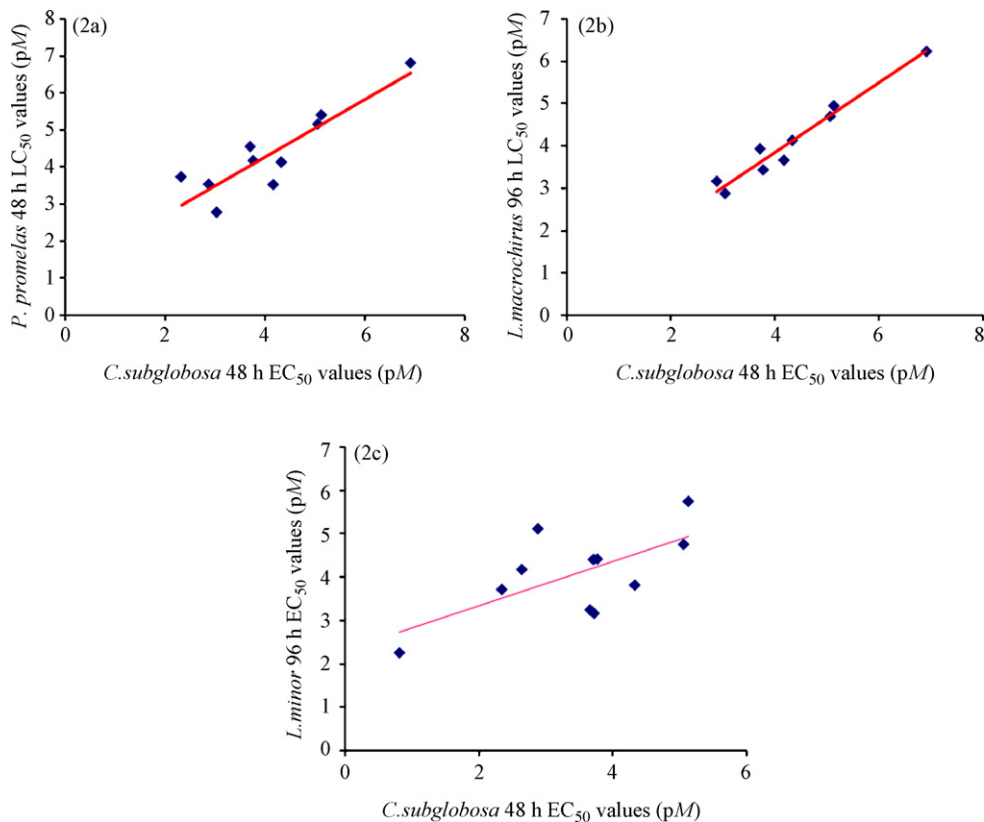 (2a)
P. promelas 48 h LC50 values (pM)
8
7
6
5
4
3
2
1
0
0 2 4 6 8
C.subglobosa 48 h EC50 values (pM)
(2b)
L.macrochirus 96 h LC50 values (pM)
7
6
5
4
3
2
1
0
0 2 4 6 8
C.subglobosa 48 h EC50 values (pM)
(2c)
L.minor 96 h EC50 values (pM)
7
6
5
4
3
2
1
0
0 2 4 6
C.subglobosa 48 h EC50 values (pM)